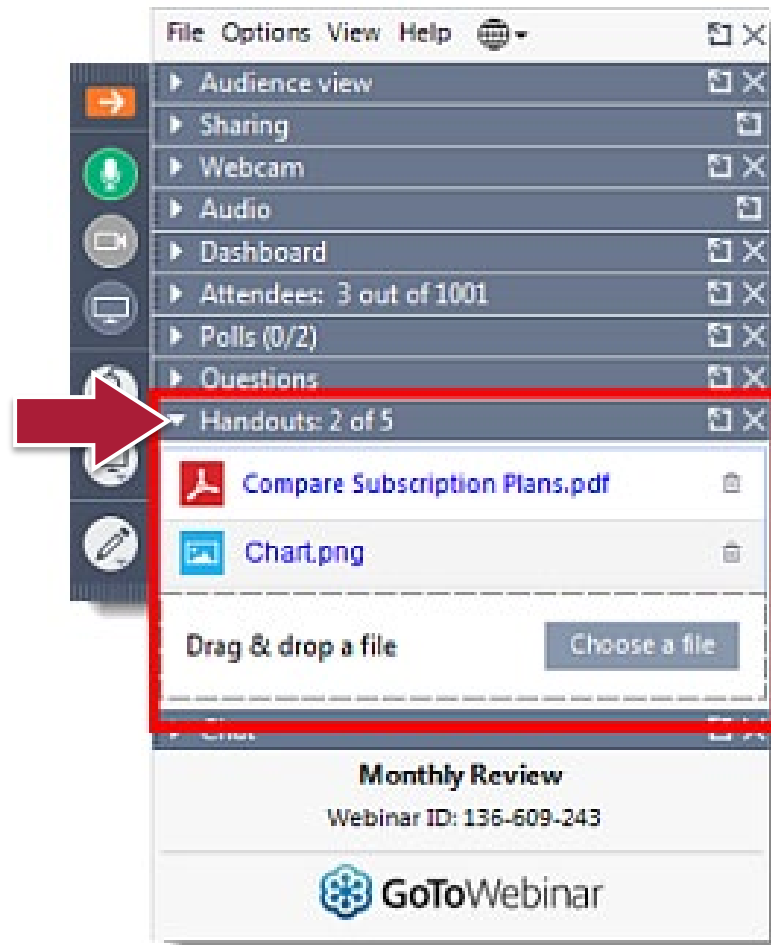 File Options View Help
Audience view
Sharing
Webcam
Audio
Dashboard
Attendees: 3 out of 1001
Polls (0/2)
Questions
Handouts: 2 of 5
Compare Subscription Plans.pdf
Chart.png
Drag & drop a file Choose a file
Chat
Monthly Review
Webinar ID: 136-609-243
GoToWebinar